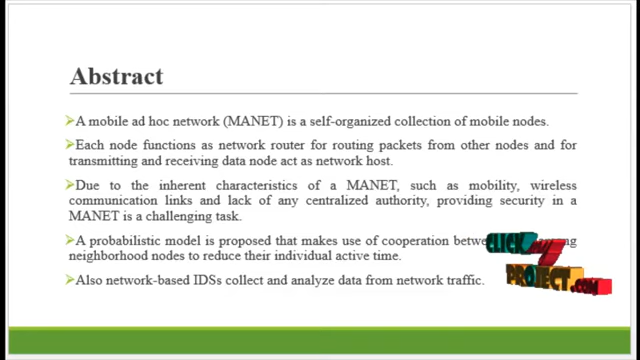 Abstract
A mobile ad hoc network (MANET) is a self-organized collection of mobile nodes.
Each node functions as network router for routing packets from other nodes and for
transmitting and receiving data node act as network host.
Due to the inherent characteristics of a MANET, such as mobility, wireless
communication links and lack of any centralized authority, providing security in a
MANET is a challenging task.
A probabilistic model is proposed that makes use of cooperation
neighborhood nodes to reduce their individual active time.
Also network-based IDSs collect and analyze data from network traffic.
CLICK
MY
PROJECT.COM